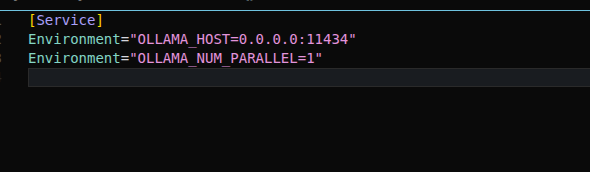 [Service]
Environment="OLLAMA_HOST=0.0.0.0:11434"
Environment="OLLAMA_NUM_PARALLEL=1"